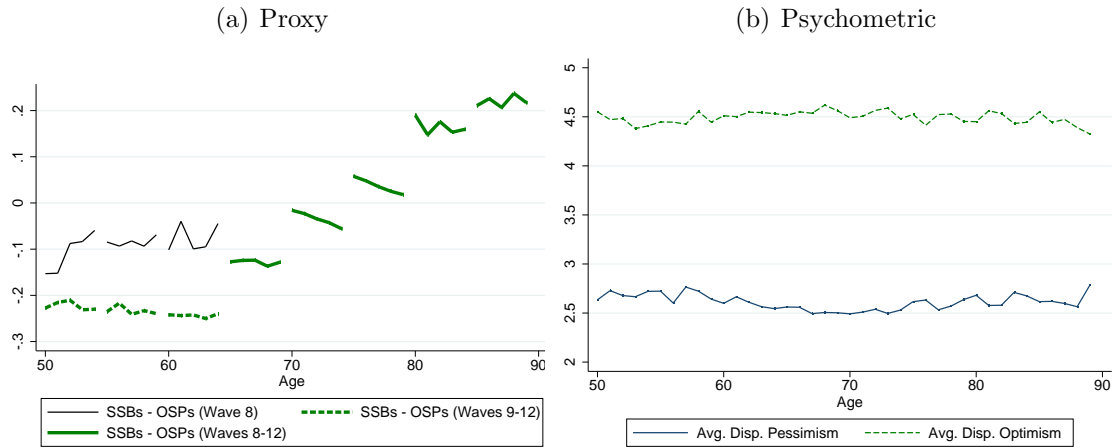 (a) Proxy
.2
.1
0
-.1
-.2
-.3
50
60
70
80
90
Age
SSBs - OSPs (Wave 8)
SSBs - OSPs (Waves 9-12)
SSBs - OSPs (Waves 8-12)
(b) Psychometric
5
4.5
4
3.5
3
2.5
2
50
60
70
80
90
Age
Avg. Disp. Pessimism
Avg. Disp. Optimism